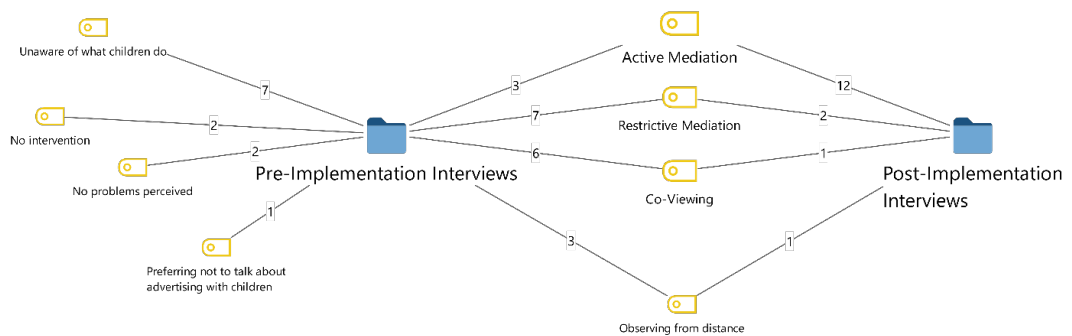 Unaware of what children do
Active Mediation
7
3
12
No intervention
2
7
Restrictive Mediation
2
No problems perceived
2
Pre-Implementation Interviews
6
1
Post-Implementation
Interviews
Co-Viewing
1
3
1
Preferring not to talk about
advertising with children
Observing from distance